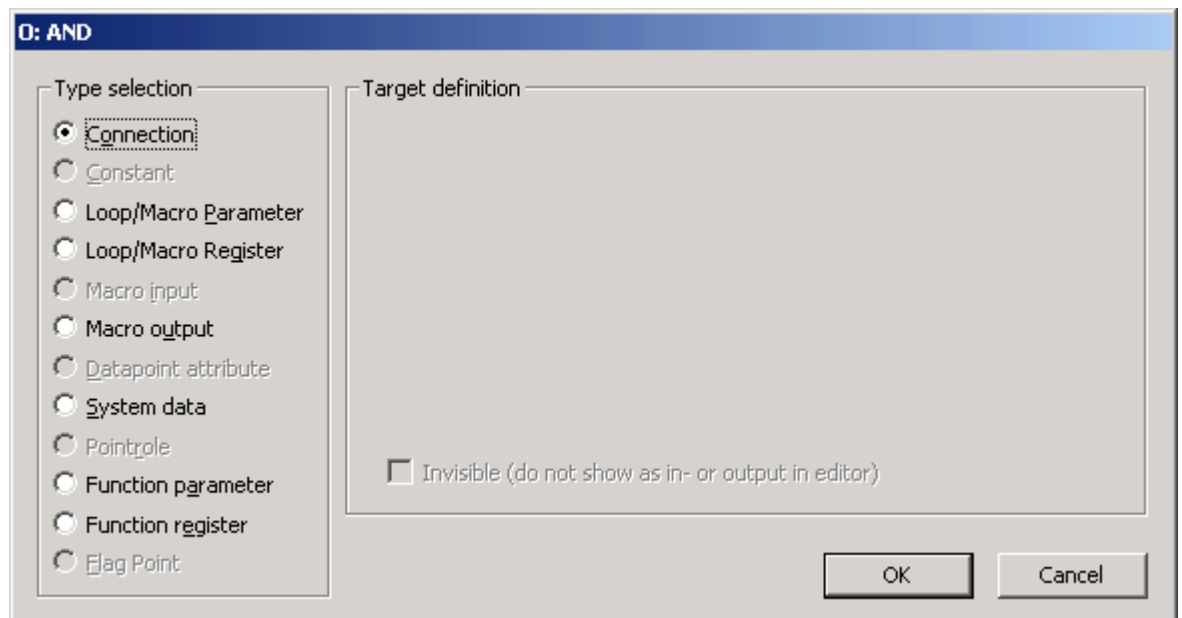 O: AND
Type selection
Connection
Constant
Loop/Macro Parameter
Loop/Macro Register
Macro input
Macro output
Datapoint attribute
System data
Pointrole
Function parameter
Function register
Flag Point
Target definition
Invisible (do not show as in- or output in editor)
OK
Cancel